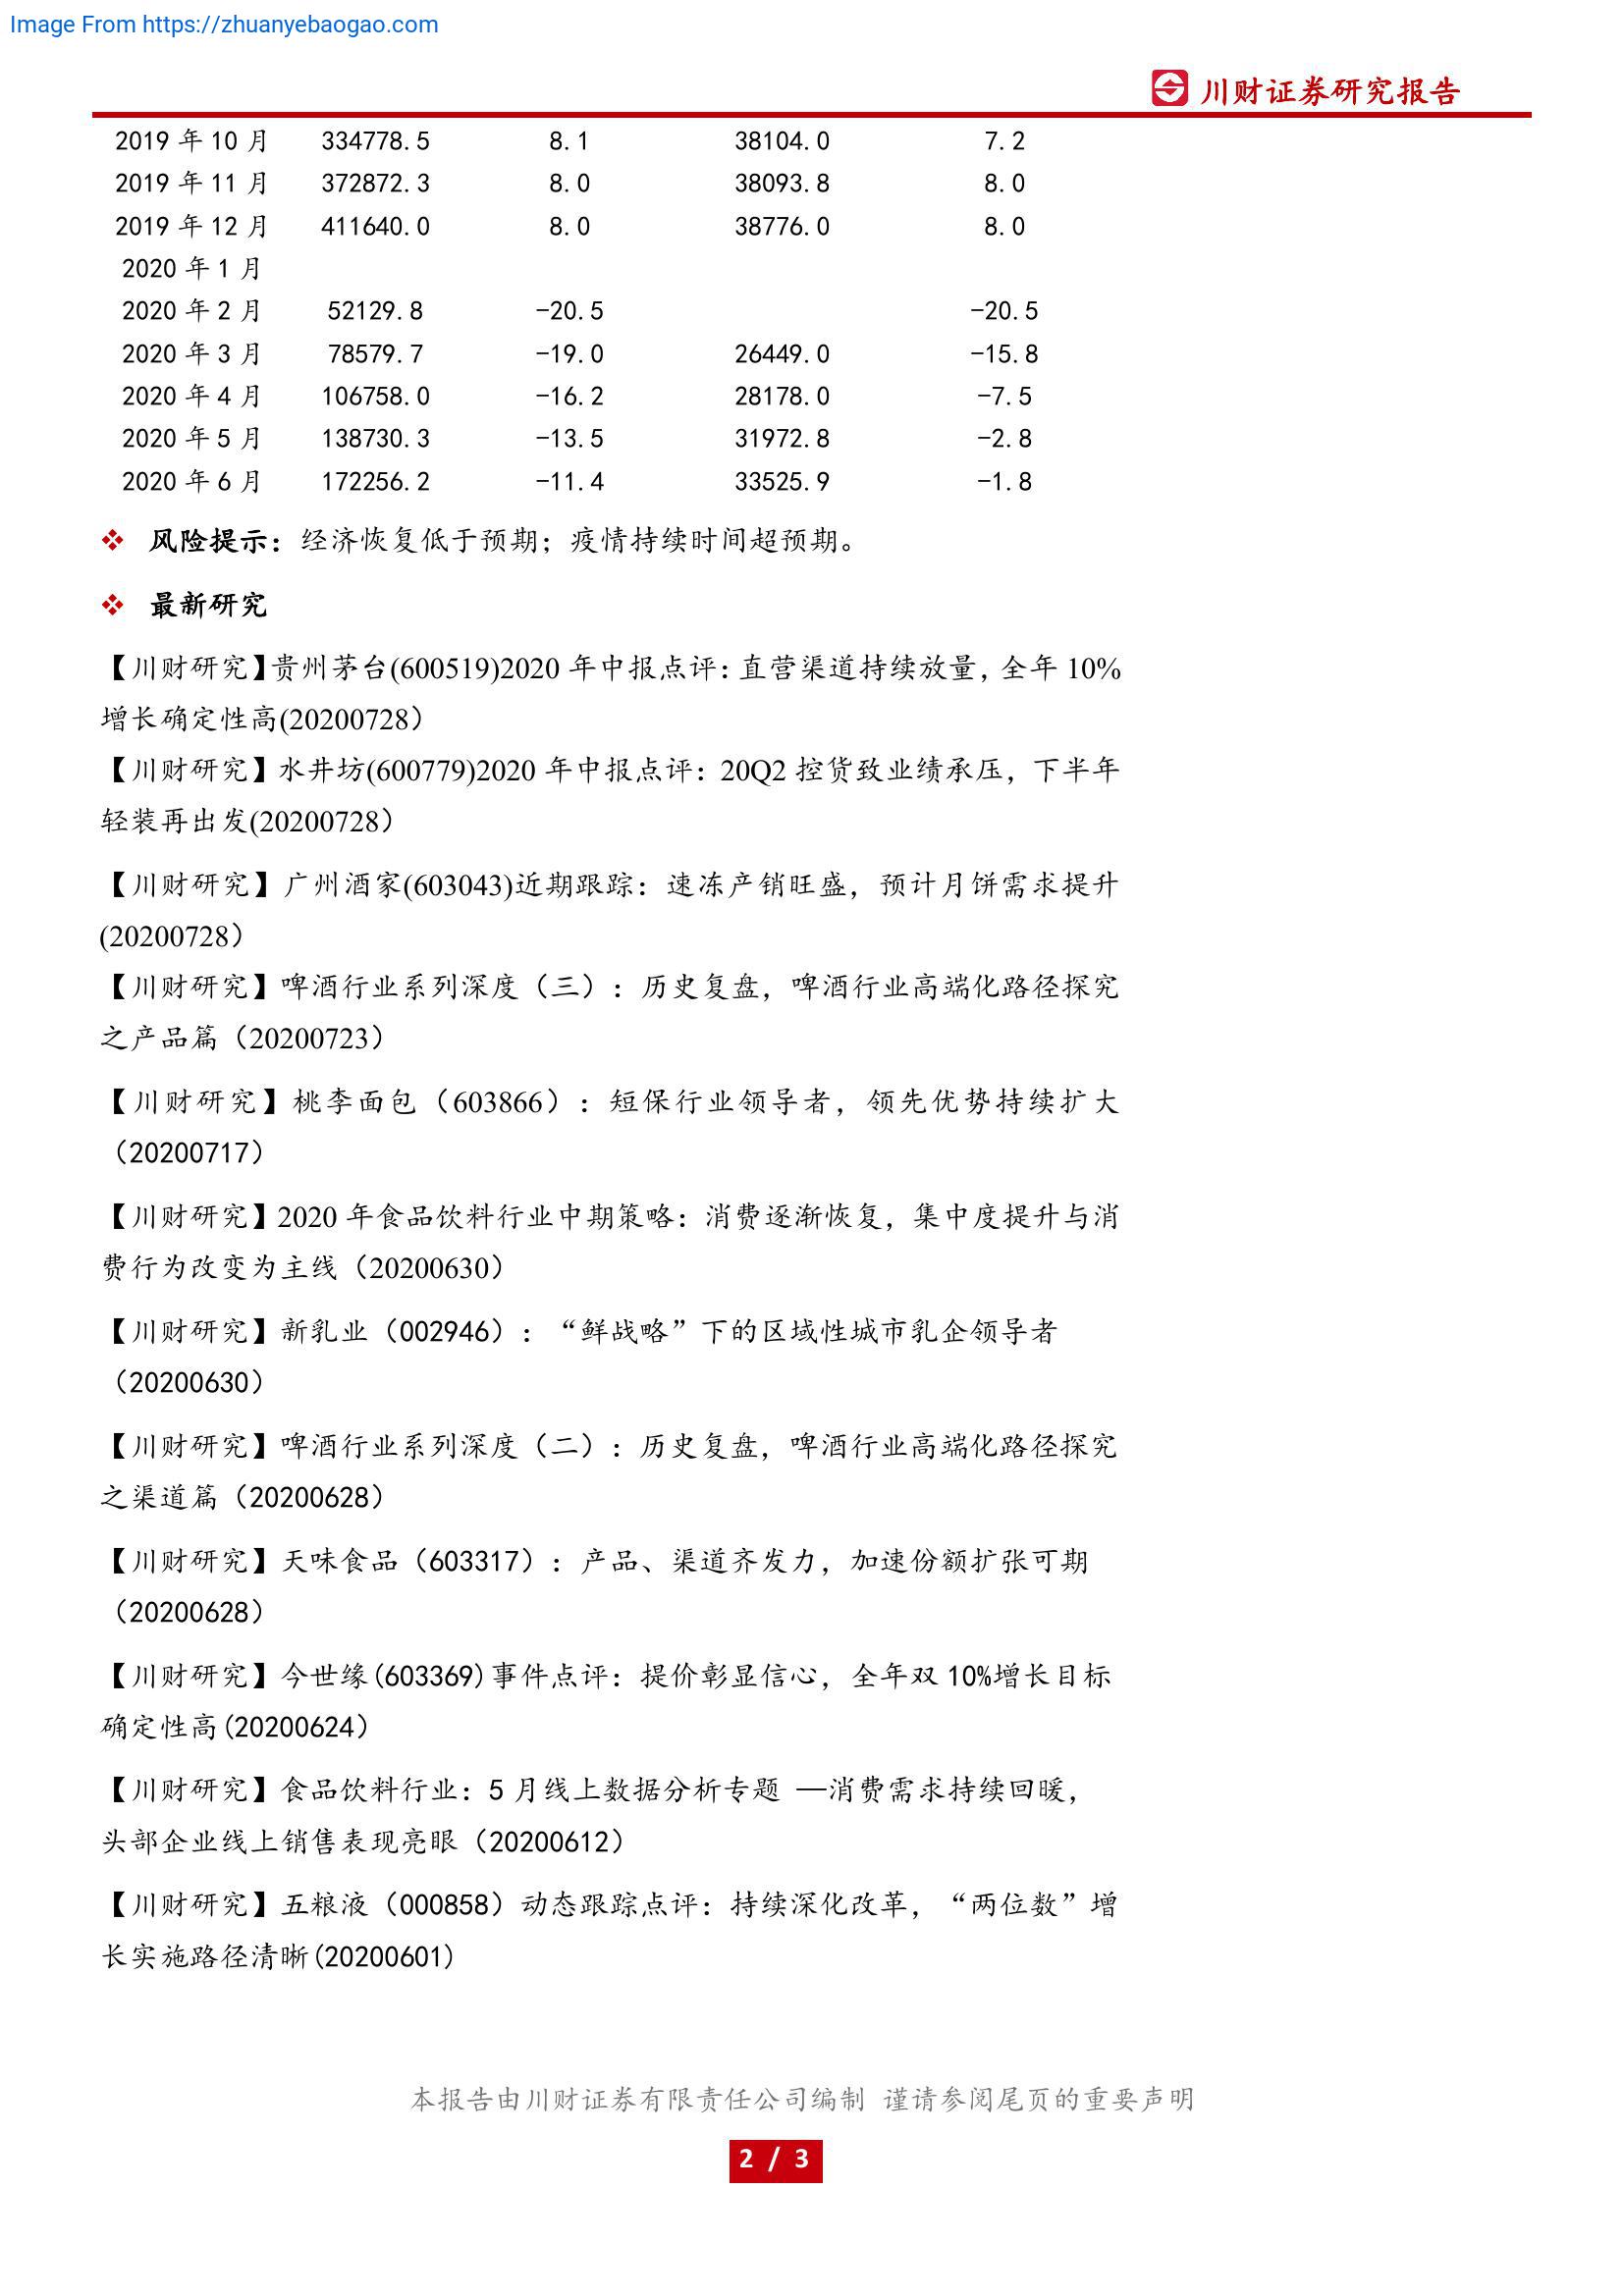 Image From https://zhuanyebaogao.com
川财证券研究报告
2019 年 10 月 334778.5 8.1 38104.0 7.2
2019 年 11 月 372872.3 8.0 38093.8 8.0
2019 年 12 月 411640.0 8.0 38776.0 8.0
2020 年 1 月
2020 年 2 月 52129.8 -20.5 -20.5
2020 年 3 月 78579.7 -19.0 26449.0 -15.8
2020 年 4 月 106758.0 -16.2 28178.0 -7.5
2020 年 5 月 138730.3 -13.5 31972.8 -2.8
2020 年 6 月 172256.2 -11.4 33525.9 -1.8
❖ 风险提示：经济恢复低于预期；疫情持续时间超预期。
❖ 最新研究
【川财研究】贵州茅台(600519)2020 年中报点评：直营渠道持续放量，全年 10%
增长确定性高(20200728）
【川财研究】水井坊(600779)2020 年中报点评：20Q2 控货致业绩承压，下半年
轻装再出发(20200728）
【川财研究】广州酒家(603043)近期跟踪：速冻产销旺盛，预计月饼需求提升
(20200728）
【川财研究】啤酒行业系列深度（三）：历史复盘，啤酒行业高端化路径探究
之产品篇（20200723）
【川财研究】桃李面包（603866）：短保行业领导者，领先优势持续扩大
（20200717）
【川财研究】2020 年食品饮料行业中期策略：消费逐渐恢复，集中度提升与消
费行为改变为主线（20200630）
【川财研究】新乳业（002946）：“鲜战略”下的区域性城市乳企领导者
（20200630）
【川财研究】啤酒行业系列深度（二）：历史复盘，啤酒行业高端化路径探究
之渠道篇（20200628）
【川财研究】天味食品（603317）：产品、渠道齐发力，加速份额扩张可期
（20200628）
【川财研究】今世缘(603369)事件点评：提价彰显信心，全年双 10%增长目标
确定性高(20200624）
【川财研究】食品饮料行业：5 月线上数据分析专题 —消费需求持续回暖，
头部企业线上销售表现亮眼（20200612）
【川财研究】五粮液（000858）动态跟踪点评：持续深化改革，“两位数”增
长实施路径清晰(20200601)
本报告由川财证券有限责任公司编制 谨请参阅尾页的重要声明
2 / 3